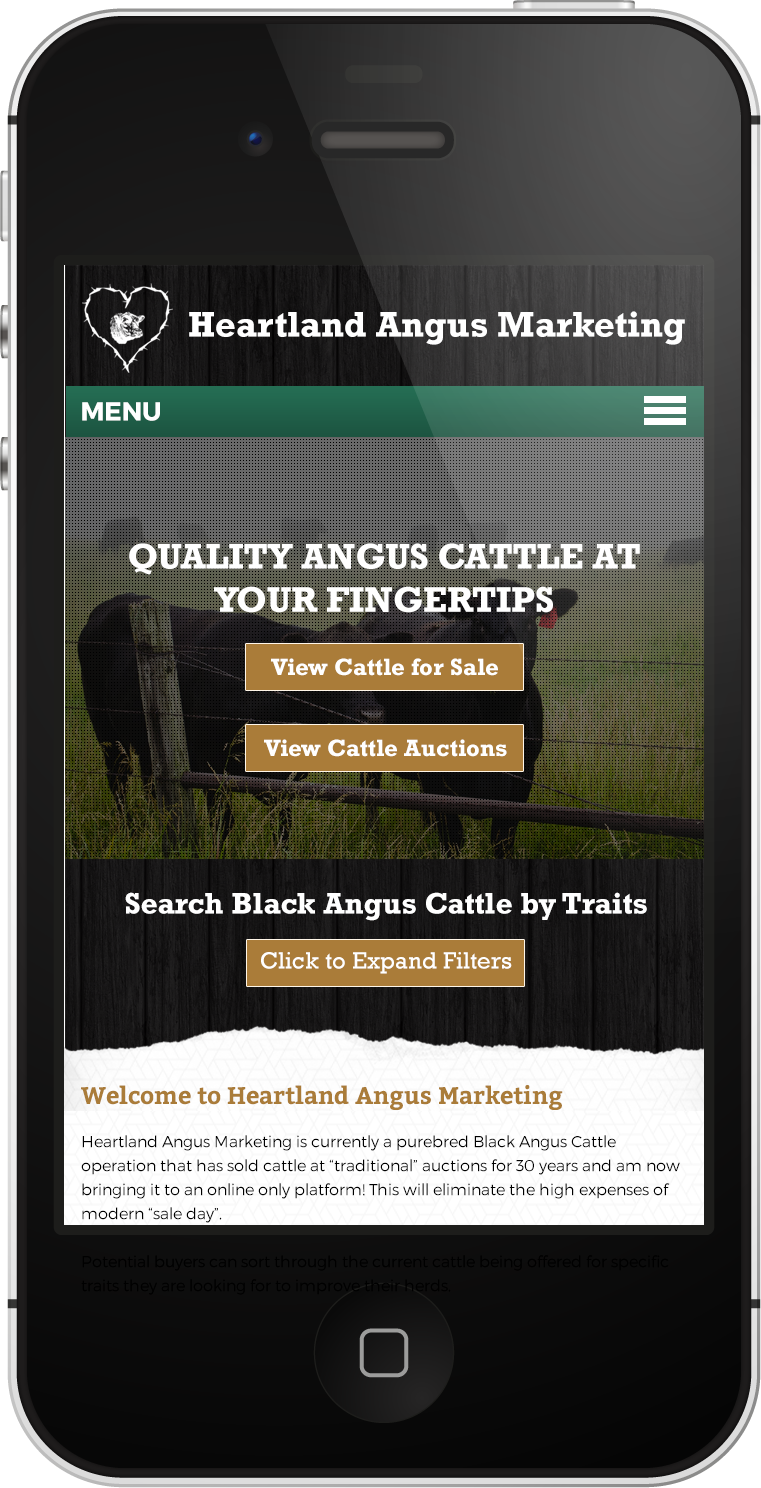 Heartland Angus Marketing
MENU
QUALITY ANGUS CATTLE AT
YOUR FINGERTIPS
View Cattle for Sale
View Cattle Auctions
Search Black Angus Cattle by Traits
Click to Expand Filters
Welcome to Heartland Angus Marketing
Heartland Angus Marketing is currently a purebred Black Angus Cattle
operation that has sold cattle at “traditional” auctions for 30 years and am now
bringing it to an online only platform! This will eliminate the high expenses of
modern “sale day”.
Potential buyers can sort through the current cattle being offered for specific
traits they are looking for to improve their herds.